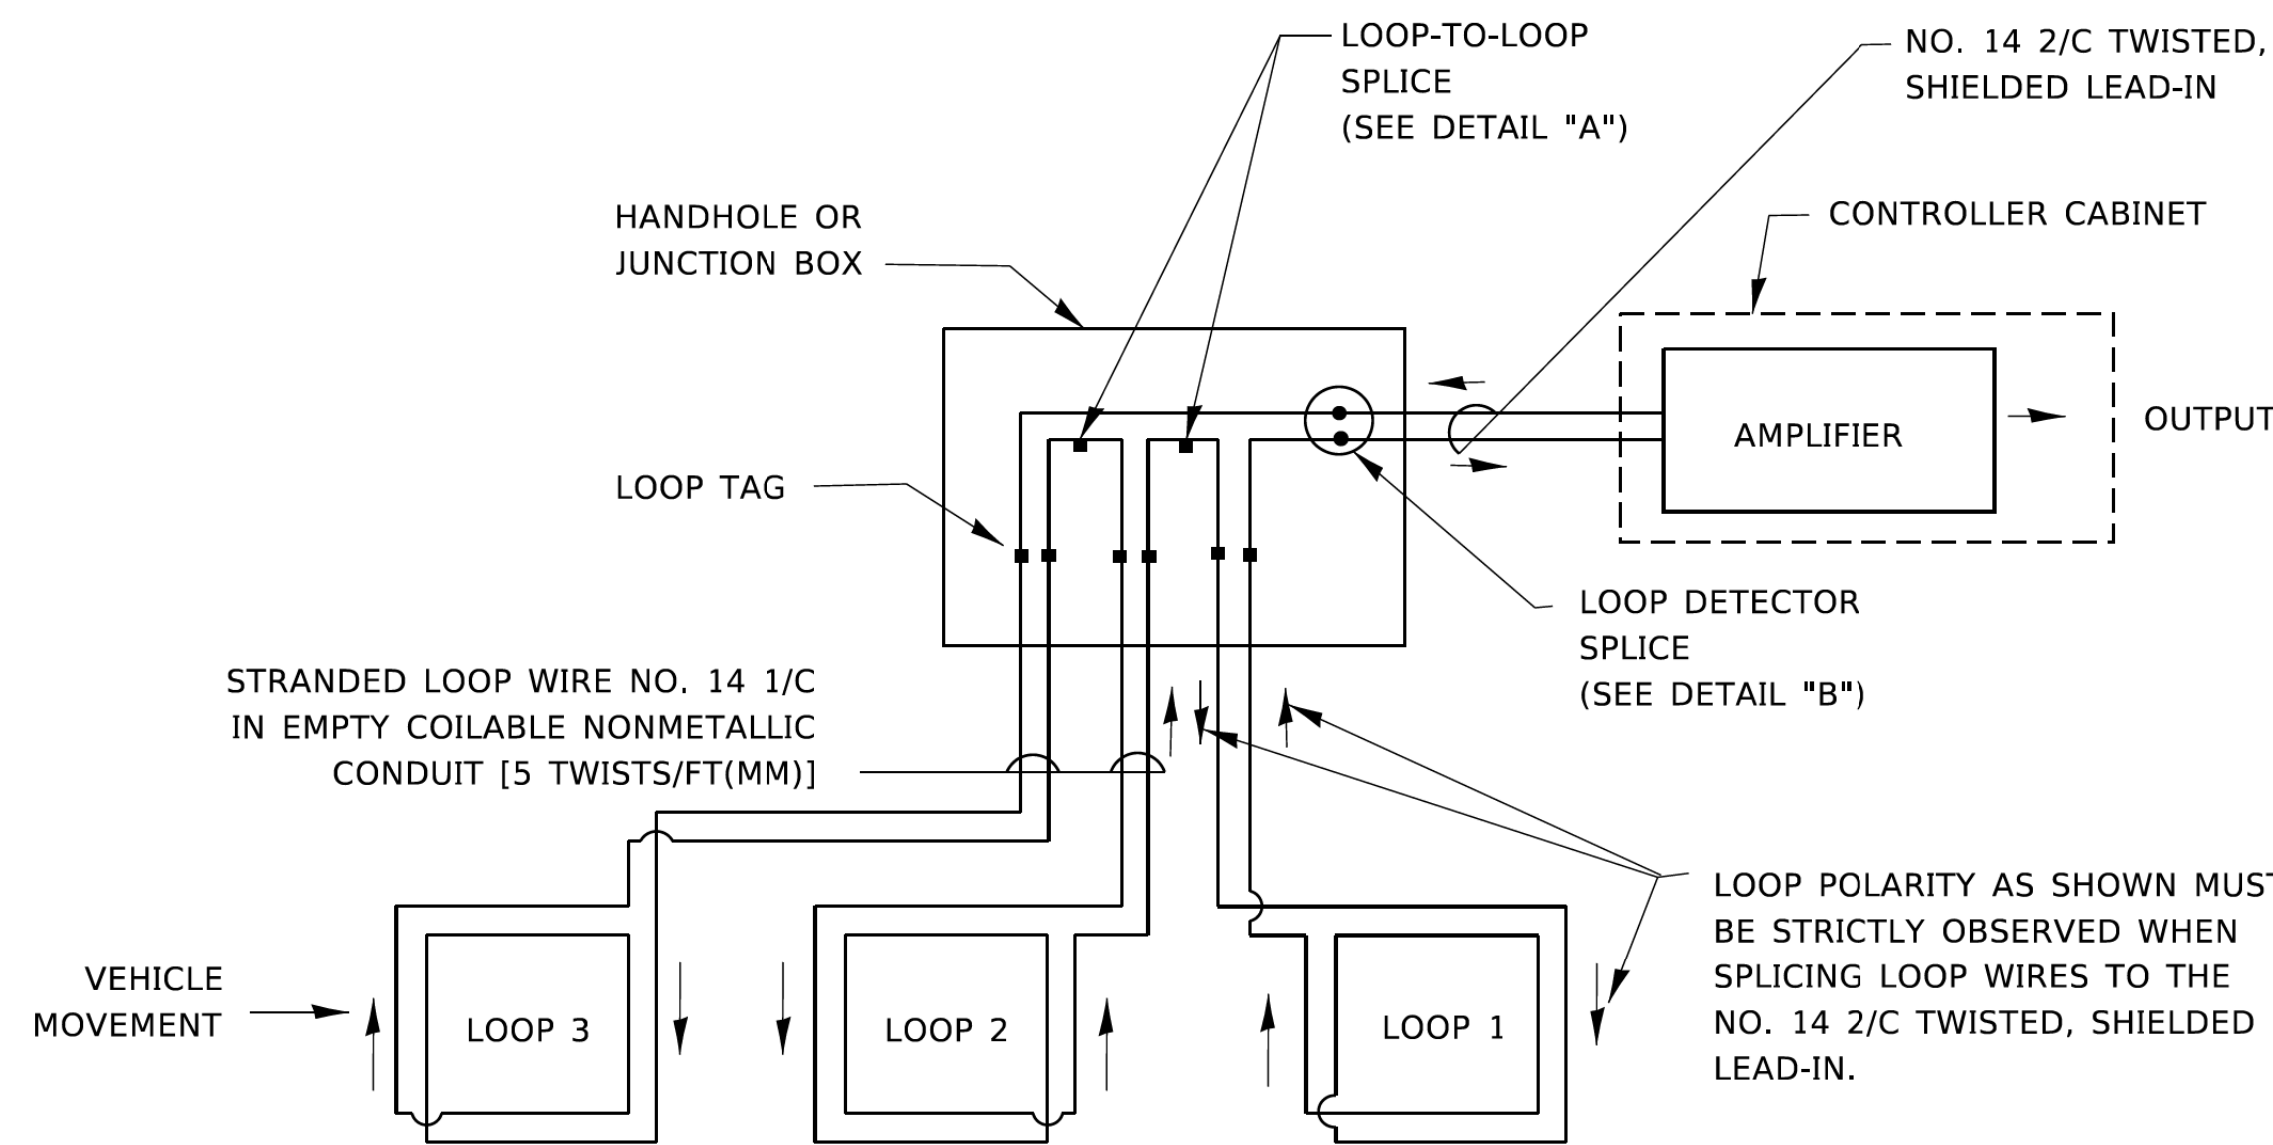 LOOP-TO-LOOP
SPLICE
(SEE DETAIL "A")
NO. 14 2/C TWISTED,
SHIELDED LEAD-IN
HANDHOLE OR
JUNCTION BOX
CONTROLLER CABINET
AMPLIFIER
OUTPUT
LOOP TAG
LOOP DETECTOR
SPLICE
(SEE DETAIL "B")
STRANDED LOOP WIRE NO. 14 1/C
IN EMPTY COILABLE NONMETALLIC
CONDUIT [5 TWISTS/FT(MM)]
LOOP POLARITY AS SHOWN MUST
BE STRICTLY OBSERVED WHEN
SPLICING LOOP WIRES TO THE
NO. 14 2/C TWISTED, SHIELDED
LEAD-IN.
VEHICLE
MOVEMENT
LOOP 3
LOOP 2
LOOP 1